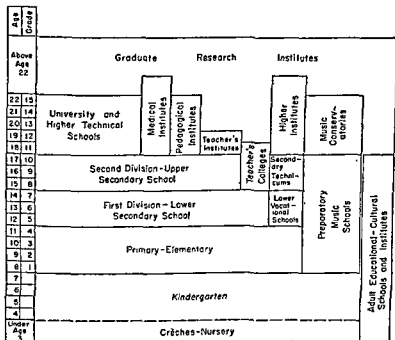 Age
Grade
Above
Age
22
Graduate Research Institutes
22 15
21 14
20 13
19 12
18 11
17 10
16 9
15 8
14 7
13 6
12 5
11 4
10 3
9 2
8 1
7
6
5
4
Under
Age
3
University and
Higher Technical
Schools
Medical Institutes
Pedagogical
Institutes
Teacher's
Institutes
Teacher's
Colleges
Higher
Institutes
Music
Conserv-
atories
Second Division-Upper
Secondary School
Second-
ary
Techni-
cums
First Division-Lower
Secondary School
Lower
Voca-
tional
Schools
Preparatory
Music
Schools
Primary-Elementary
Kindergarten
Crèches-Nursery
Adult Educational-Cultural
Schools and Institutes